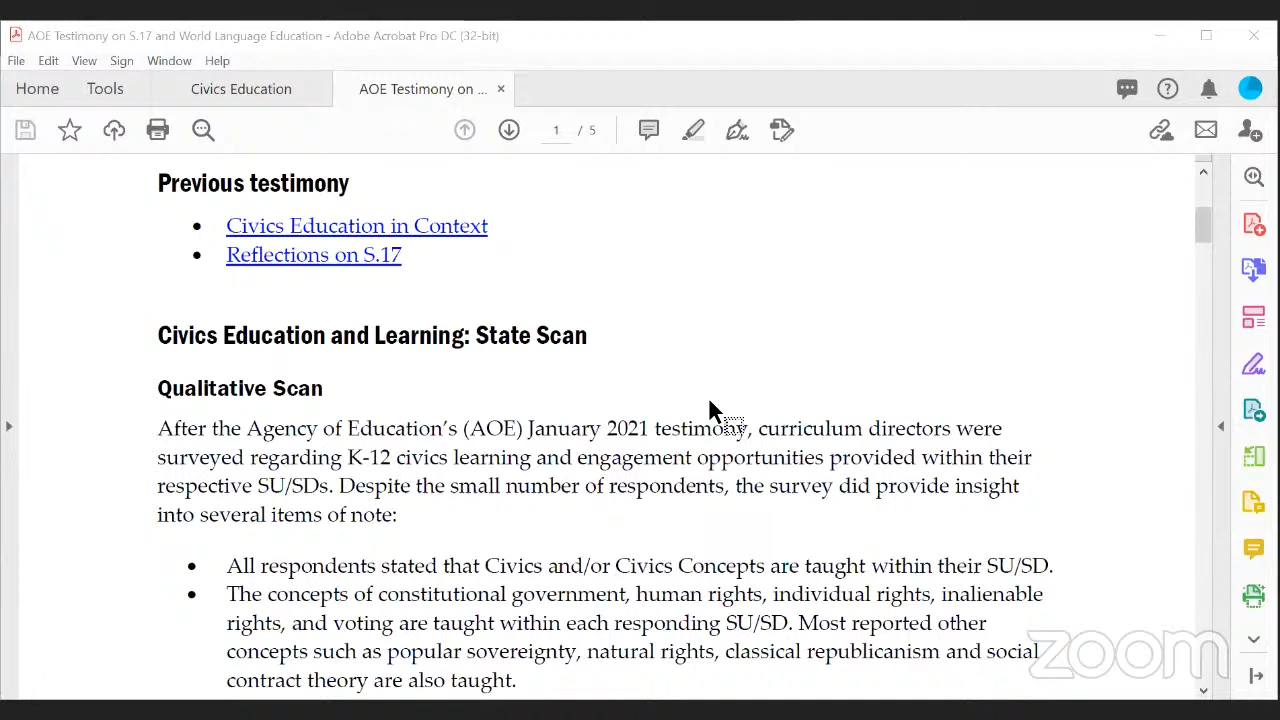 AOE Testimony on S.17 and World Language Education - Adobe Acrobat Pro DC (32-bit)
File Edit View Sign Window Help
Home Tools Civics Education AOE Testimony on ... ×
1 / 5
Previous testimony
• Civics Education in Context
• Reflections on S.17
Civics Education and Learning: State Scan
Qualitative Scan
After the Agency of Education's (AOE) January 2021 testimony, curriculum directors were
surveyed regarding K-12 civics learning and engagement opportunities provided within their
respective SU/SDs. Despite the small number of respondents, the survey did provide insight
into several items of note:
• All respondents stated that Civics and/or Civics Concepts are taught within their SU/SD.
• The concepts of constitutional government, human rights, individual rights, inalienable
rights, and voting are taught within each responding SU/SD. Most reported other
concepts such as popular sovereignty, natural rights, classical republicanism and social
contract theory are also taught.
zoom